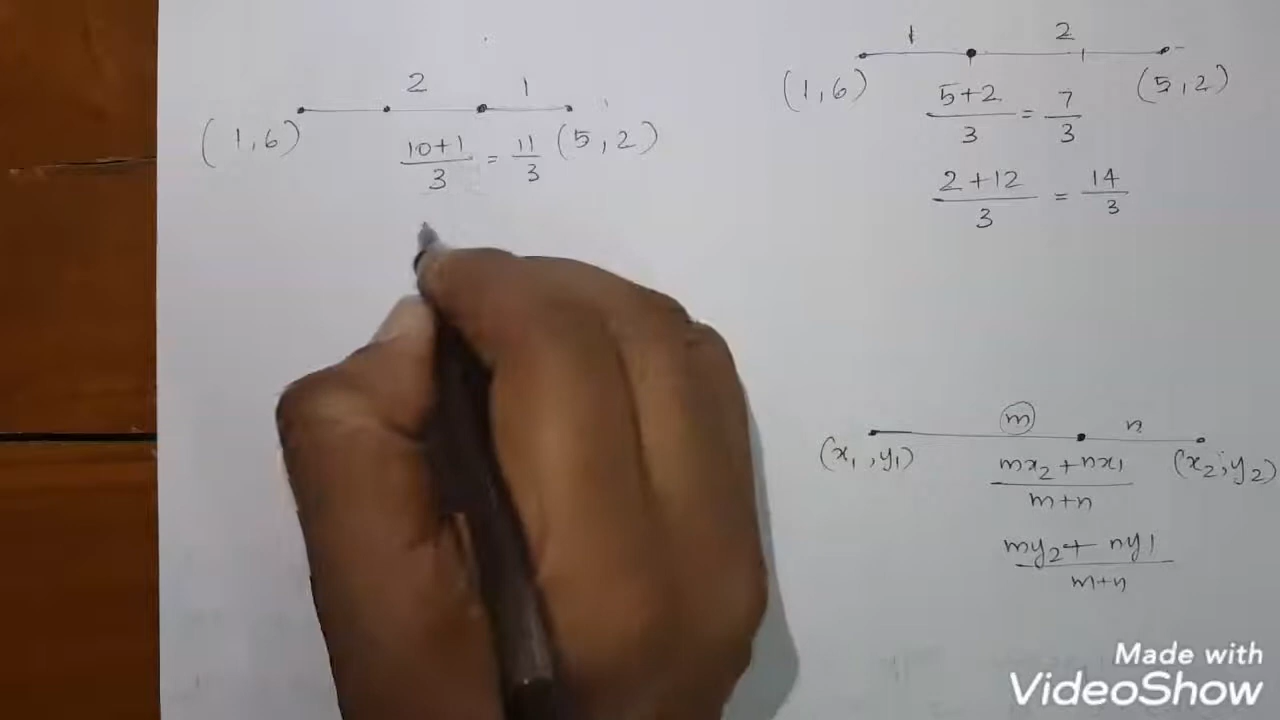 2 1
(1,6) (5,2)
10+1/3 = 11/3
1 2
(1,6) (5,2)
5+2/3 = 7/3
2+12/3 = 14/3
m n
(x₁,y₁) (x₂,y₂)
mx₂+nx₁/m+n
my₂+ny1/m+n
Made with
VideoShow